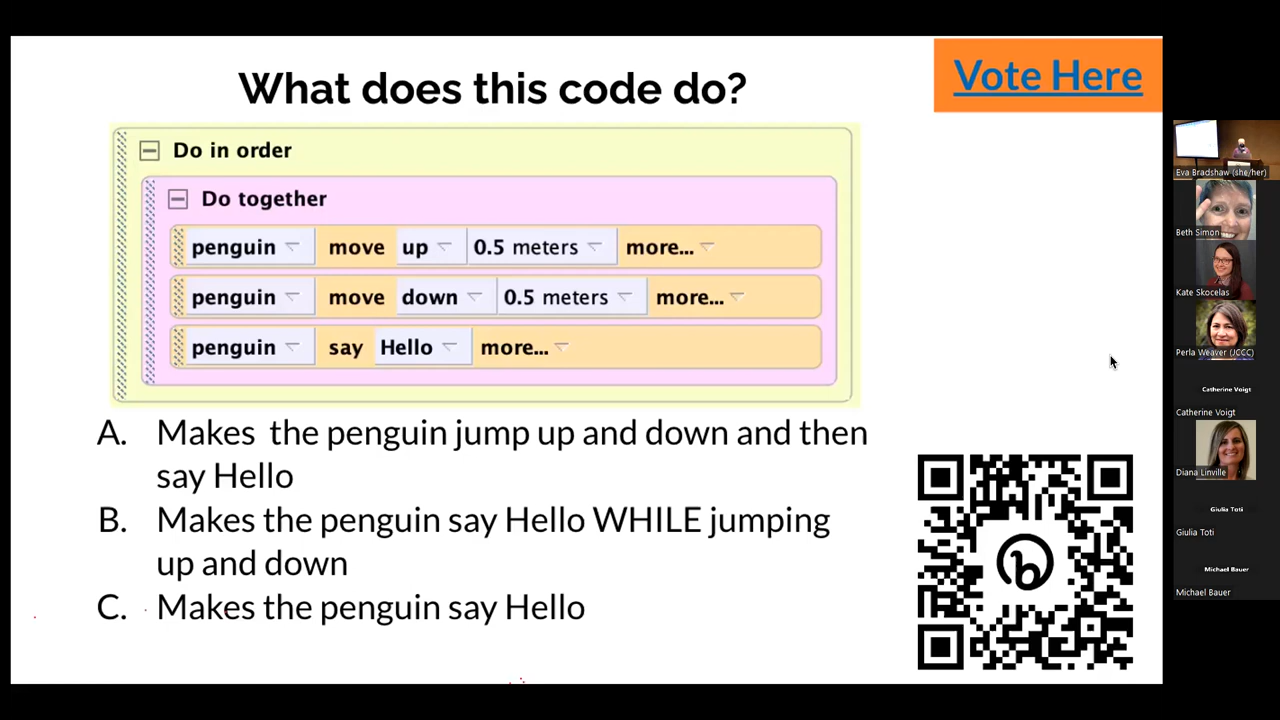 What does this code do?
Vote Here
Do in order
Do together
penguin move up 0.5 meters more...
penguin move down 0.5 meters more...
penguin say Hello more...
A. Makes the penguin jump up and down and then
say Hello
B. Makes the penguin say Hello WHILE jumping
up and down
C. Makes the penguin say Hello
Eva Bradshaw (she/her)
Beth Simon
Kate Skocelas
Perla Weaver (JCCC)
Catherine Voigt
Catherine Voigt
Diana Linville
Giulia Toti
Giulia Toti
Michael Bauer
Michael Bauer